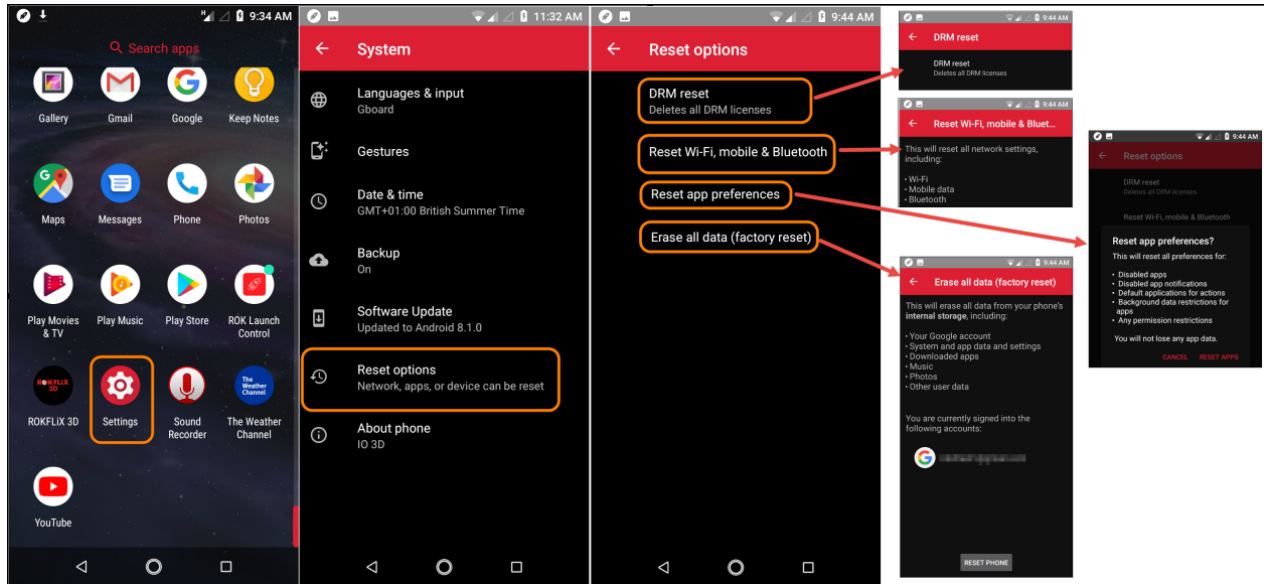 9:34 AM
Search apps
Gallery
Gmail
Google
Keep Notes
Maps
Messages
Phone
Photos
Play Movies
& TV
Play Music
Play Store
ROK Launch
Control
ROKFLiX
3D
The
Weather
Channel
ROKFLiX 3D
Settings
Sound
Recorder
The Weather
Channel
YouTube
11:32 AM
System
Languages & input
Gboard
Gestures
Date & time
GMT+01:00 British Summer Time
Backup
On
Software Update
Updated to Android 8.1.0
Reset options
Network, apps, or device can be reset
About phone
IO 3D
9:44 AM
Reset options
DRM reset
Deletes all DRM licenses
Reset Wi-Fi, mobile & Bluetooth
Reset app preferences
Erase all data (factory reset)
9:44 AM
DRM reset
DRM reset
Deletes all DRM licenses
9:44 AM
Reset Wi-Fi, mobile & Bluet...
This will reset all network settings,
including:
• Wi-Fi
• Mobile data
• Bluetooth
9:44 AM
Erase all data (factory reset)
This will erase all data from your phone's
internal storage, including:
• Your Google account
• System and app data and settings
• Downloaded apps
• Music
• Photos
• Other user data
You are currently signed into the
following accounts:
RESET PHONE
9:44 AM
Reset options
DRM reset
Deletes all DRM licenses
Reset Wi-Fi, mobile & Bluetooth
Reset app preferences?
This will reset all preferences for:
• Disabled apps
• Disabled app notifications
• Default applications for actions
• Background data restrictions for
apps
• Any permission restrictions
You will not lose any app data.
CANCEL RESET APPS